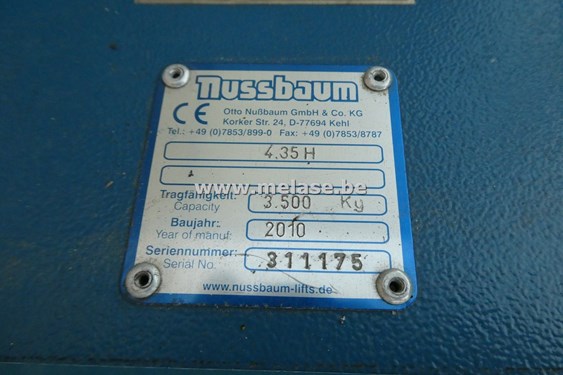 nussbaum
CE
Otto Nußbaum GmbH & Co. KG
Korker Str. 24, D-77694 Kehl
Tel.: +49 (0)7853/899-0 Fax: +49 (0)7853/8787
4.35H
www.melase.be
Tragfähigkeit: 3.500 Kg
Capacity
Baujahr: 2010
Year of manuf.
Seriennummer: 311175
Serial No.
www.nussbaum-lifts.de